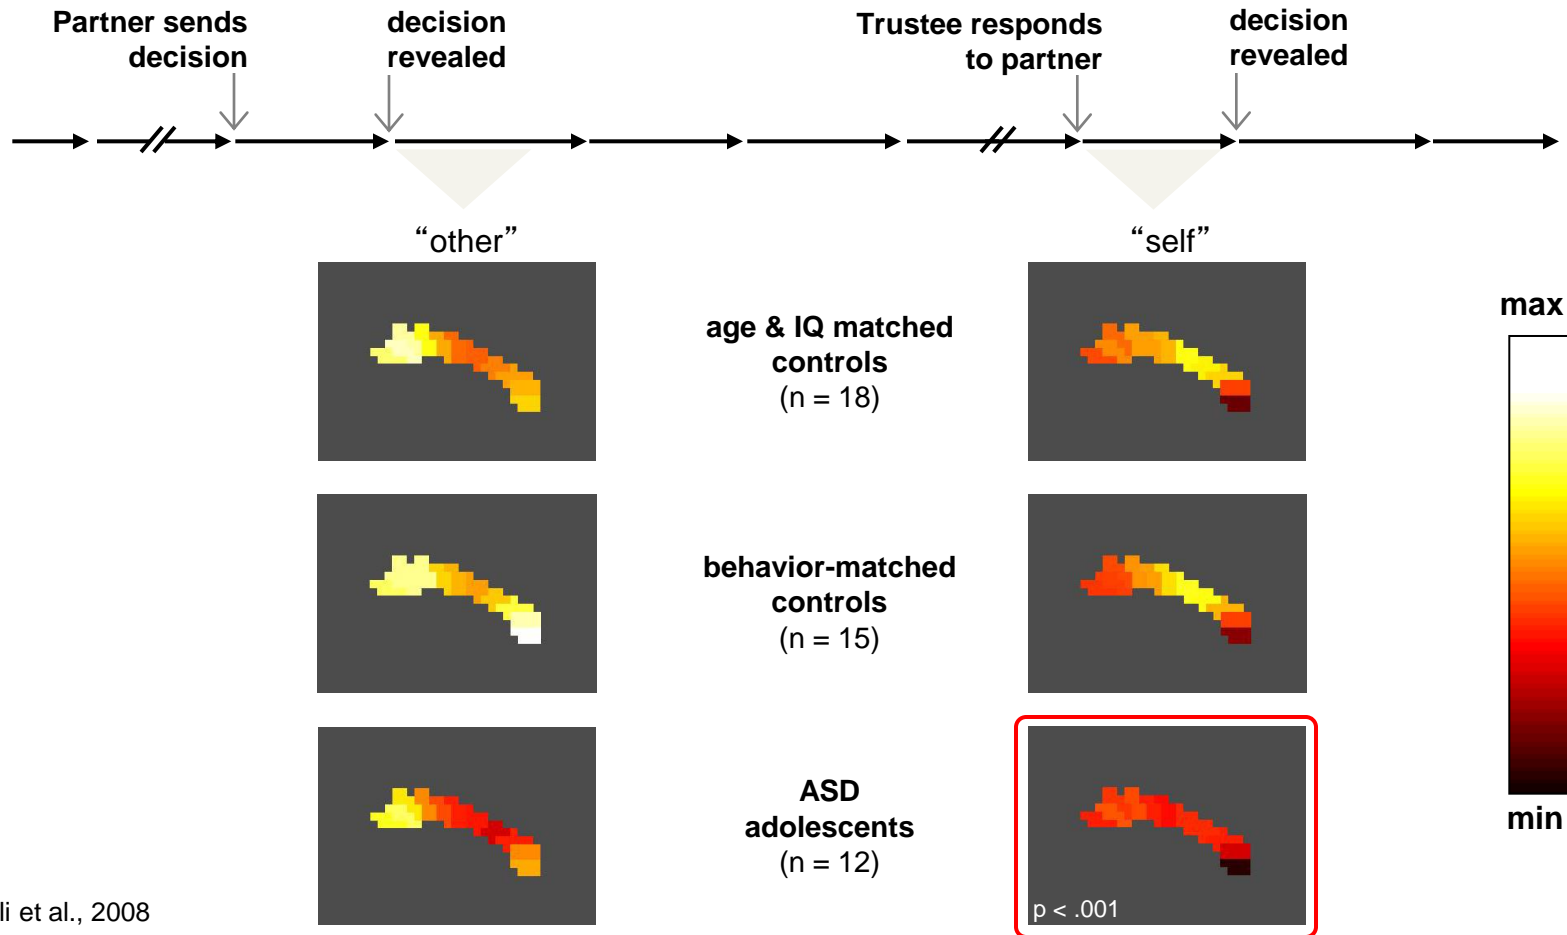 Partner sends
decision
decision
revealed
Trustee responds
to partner
decision
revealed
“other”
“self”
age & IQ matched
controls
(n = 18)
max
behavior-matched
controls
(n = 15)
ASD
adolescents
(n = 12)
min
p < .001
li et al., 2008